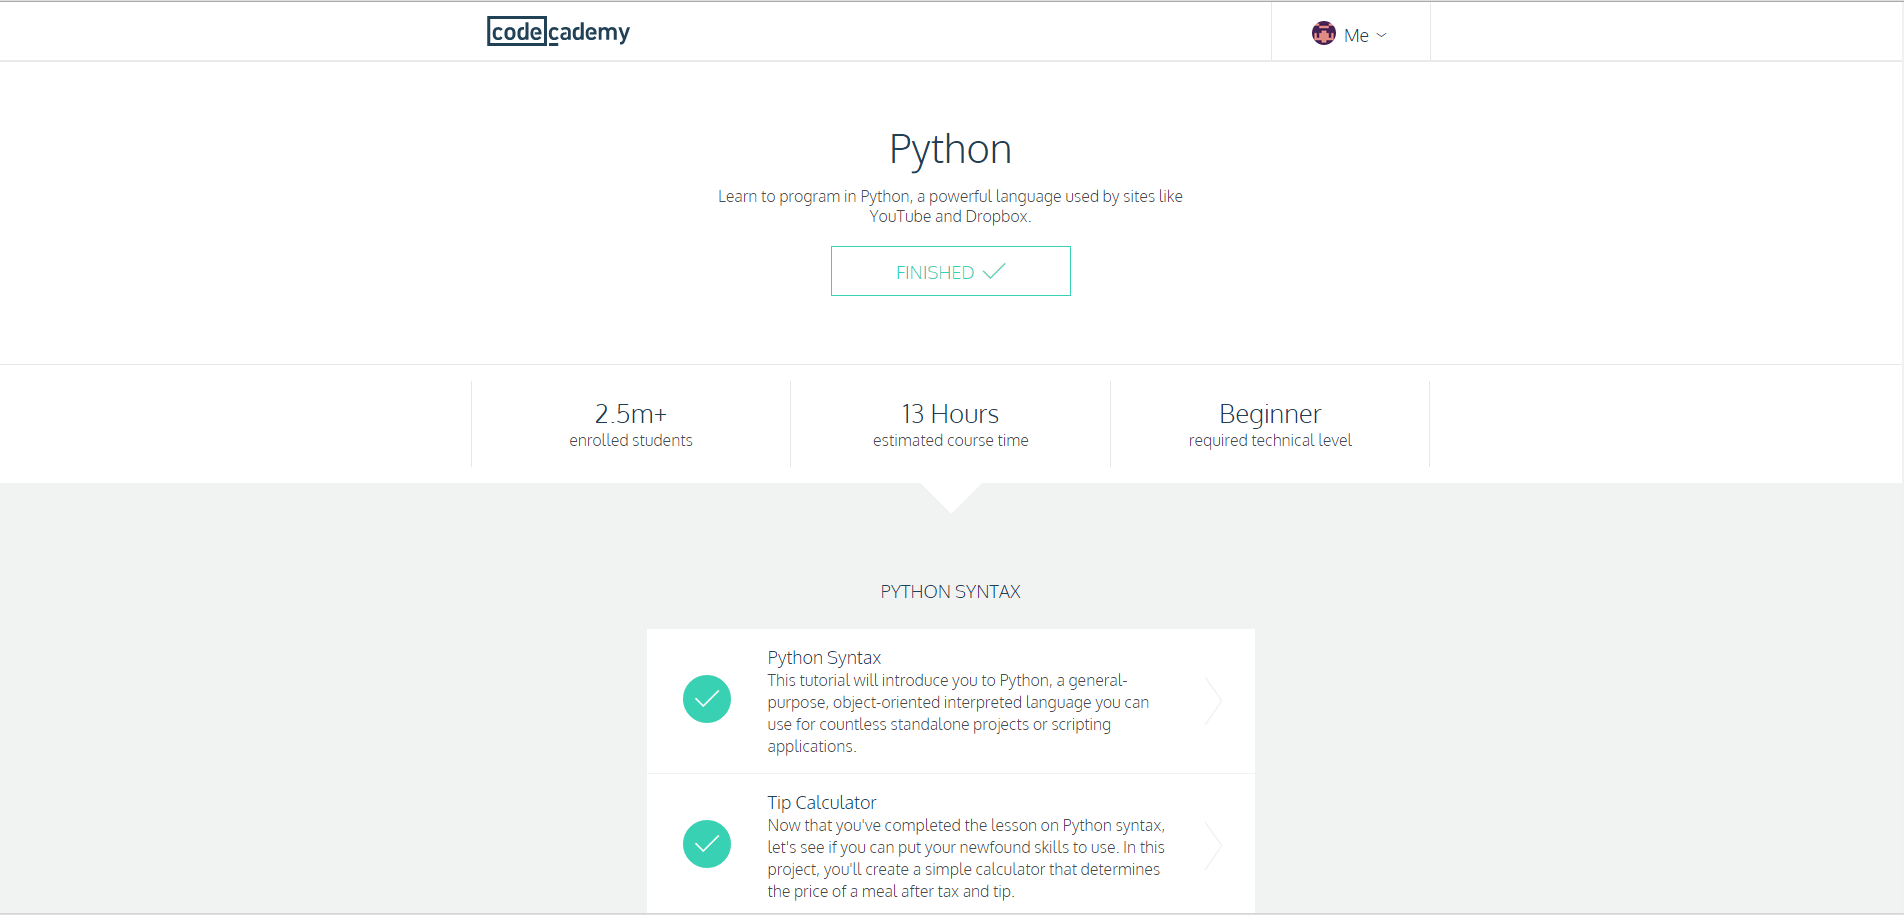 codecademy
Me
Python
Learn to program in Python, a powerful language used by sites like
YouTube and Dropbox.
FINISHED
2.5m+
enrolled students
13 Hours
estimated course time
Beginner
required technical level
PYTHON SYNTAX
Python Syntax
This tutorial will introduce you to Python, a general-
purpose, object-oriented interpreted language you can
use for countless standalone projects or scripting
applications.
Tip Calculator
Now that you've completed the lesson on Python syntax,
let's see if you can put your newfound skills to use. In this
project, you'll create a simple calculator that determines
the price of a meal after tax and tip.